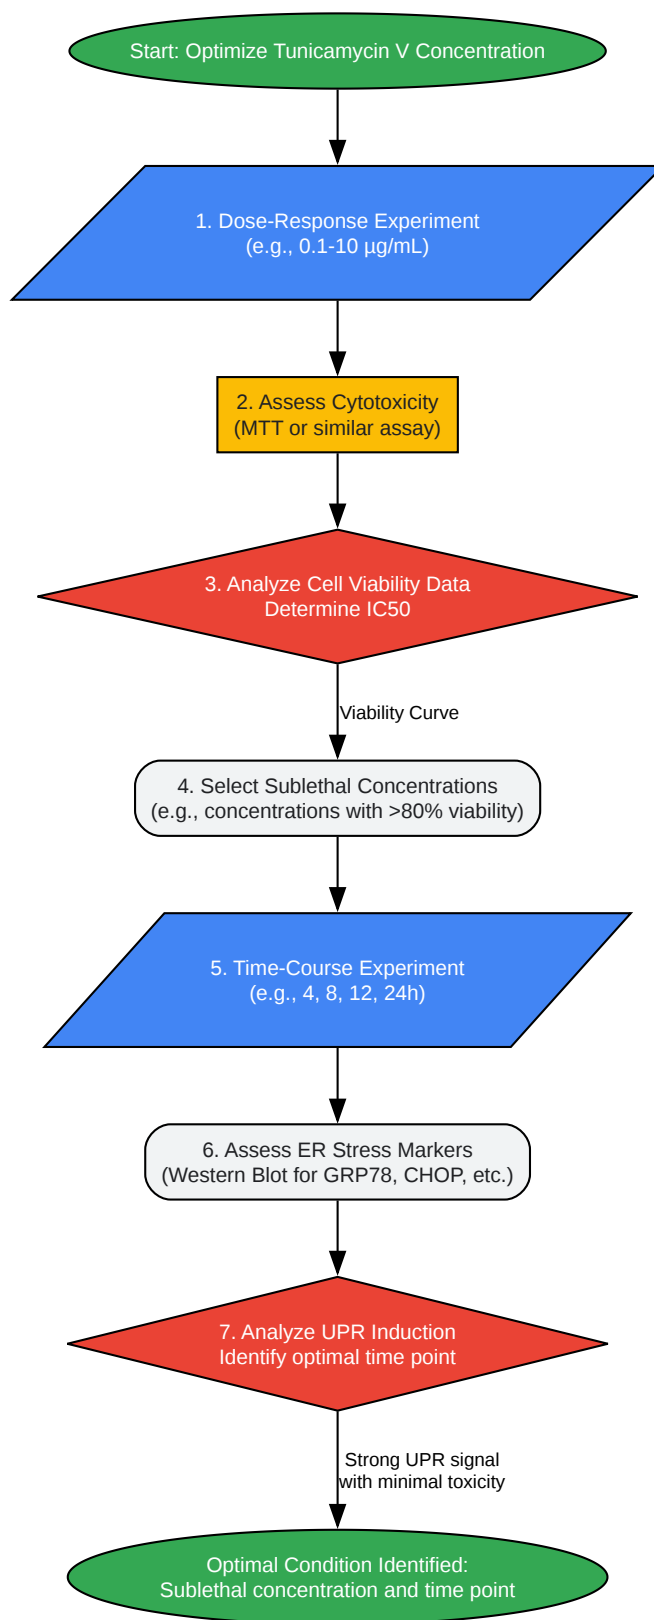 Start: Optimize Tunicamycin V Concentration
1. Dose-Response Experiment
(e.g., 0.1-10 µg/mL)
2. Assess Cytotoxicity
(MTT or similar assay)
3. Analyze Cell Viability Data
Determine IC50
Viability Curve
4. Select Sublethal Concentrations
(e.g., concentrations with >80% viability)
5. Time-Course Experiment
(e.g., 4, 8, 12, 24h)
6. Assess ER Stress Markers
(Western Blot for GRP78, CHOP, etc.)
7. Analyze UPR Induction
Identify optimal time point
Strong UPR signal
with minimal toxicity
Optimal Condition Identified:
Sublethal concentration and time point